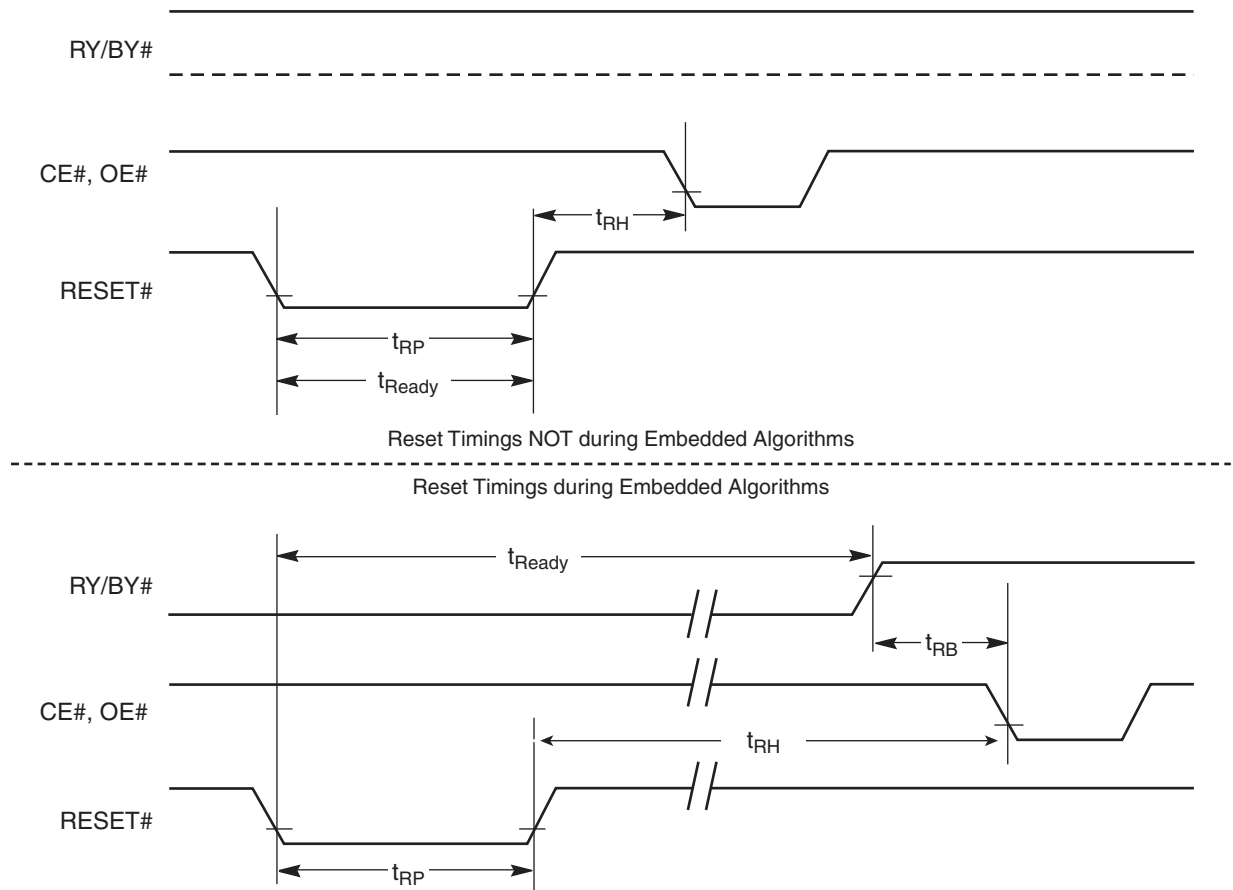 RY/BY#
CE#, OE#
tRH
RESET#
tRP
tReady
Reset Timings NOT during Embedded Algorithms
Reset Timings during Embedded Algorithms
tReady
RY/BY#
tRB
CE#, OE#
tRH
RESET#
tRP